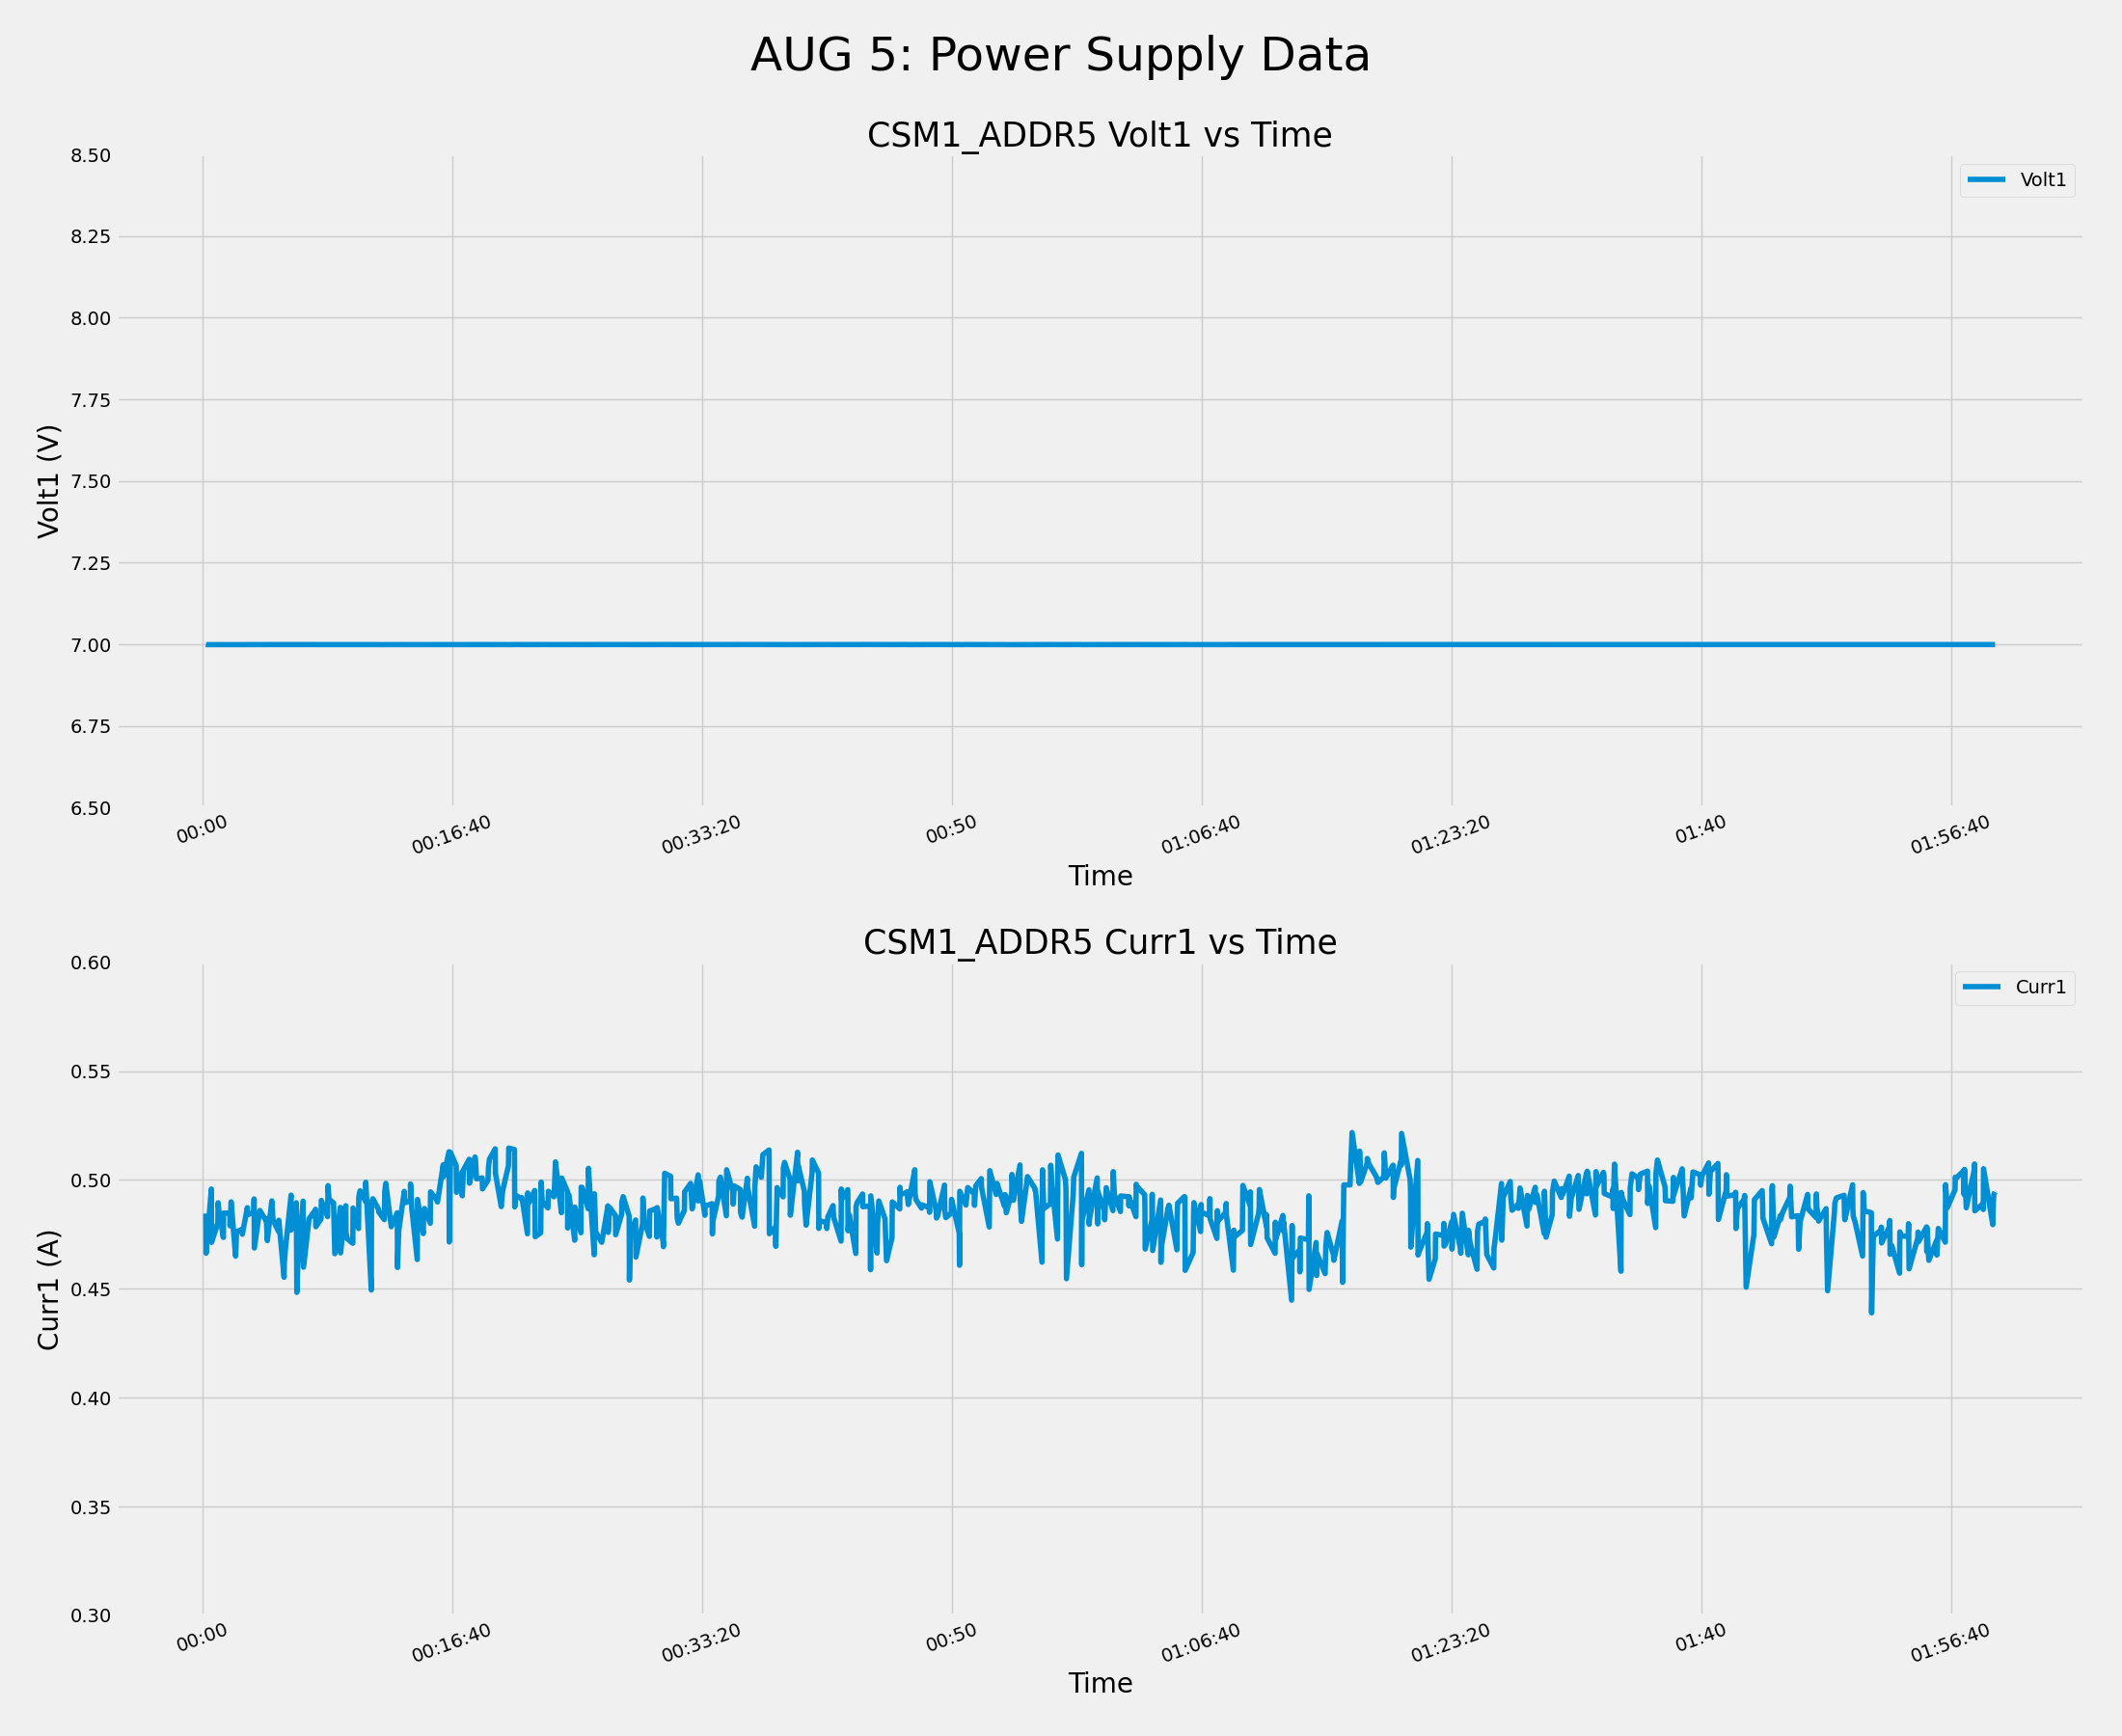 AUG 5: Power Supply Data
CSM1_ADDR5 Volt1 vs Time
8.50
8.25
8.00
7.75
7.50
7.25
7.00
6.75
6.50
Volt1 (V)
Volt1
00:00 00:16:40 00:33:20 00:50 01:06:40 01:23:20 01:40 01:56:40
Time
CSM1_ADDR5 Curr1 vs Time
0.60
0.55
0.50
0.45
0.40
0.35
0.30
Curr1 (A)
Curr1
00:00 00:16:40 00:33:20 00:50 01:06:40 01:23:20 01:40 01:56:40
Time